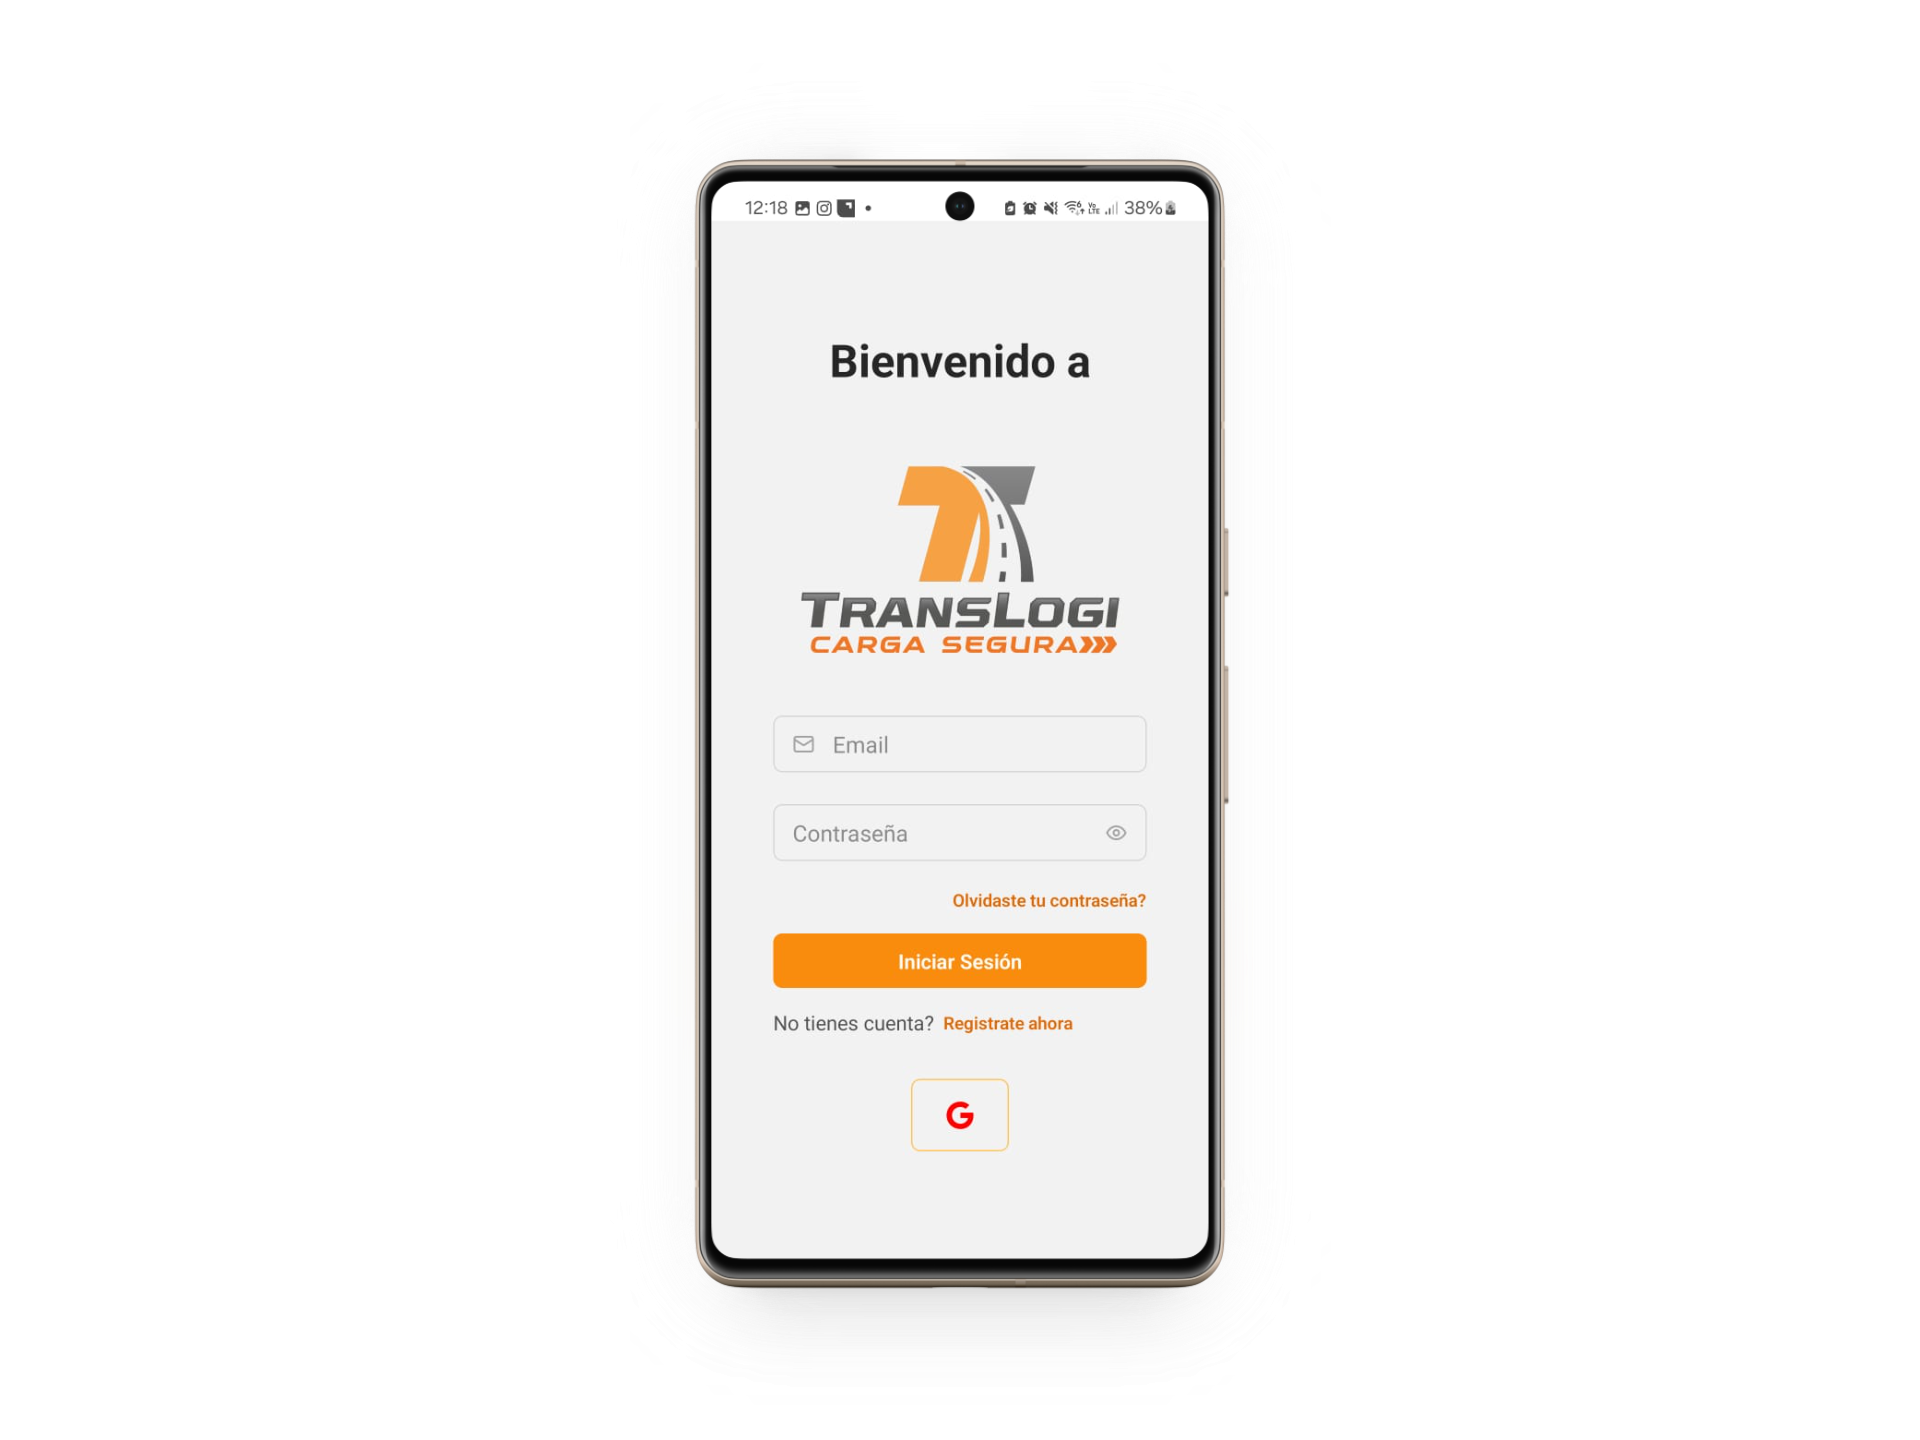 12:18 38%
Bienvenido a
TRANSLOGI
CARGA SEGURA
Email
Contraseña
Olvidaste tu contraseña?
Iniciar Sesión
No tienes cuenta? Registrate ahora
G